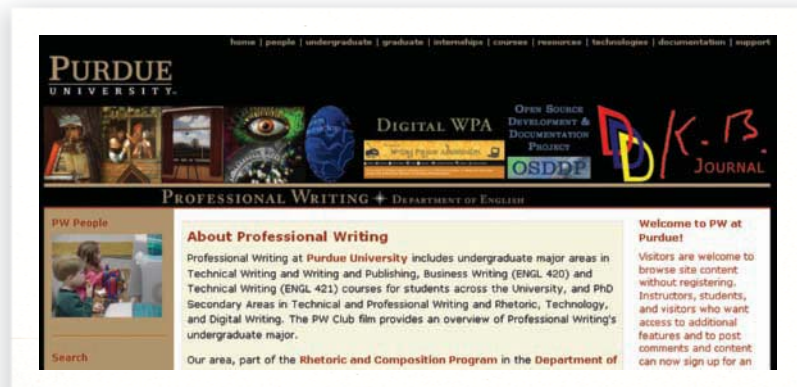 home | people | undergraduate | graduate | internships | courses | resources | technologies | documentation | support
PURDUE
UNIVERSITY
DIGITAL WPA
OPEN SOURCE
DEVELOPMENT &
DOCUMENTATION
PROJECT
OSDDP
K. B.
JOURNAL
PROFESSIONAL WRITING DEPARTMENT OF ENGLISH
PW People
Search
About Professional Writing
Professional Writing at Purdue University includes undergraduate major areas in
Technical Writing and Writing and Publishing, Business Writing (ENGL 420) and
Technical Writing (ENGL 421) courses for students across the University, and PhD
Secondary Areas in Technical and Professional Writing and Rhetoric, Technology,
and Digital Writing. The PW Club film provides an overview of Professional Writing's
undergraduate major.
Our area, part of the Rhetoric and Composition Program in the Department of
Welcome to PW at
Purdue!
Visitors are welcome to
browse site content
without registering.
Instructors, students,
and visitors who want
access to additional
features and to post
comments and content
can now sign up for an